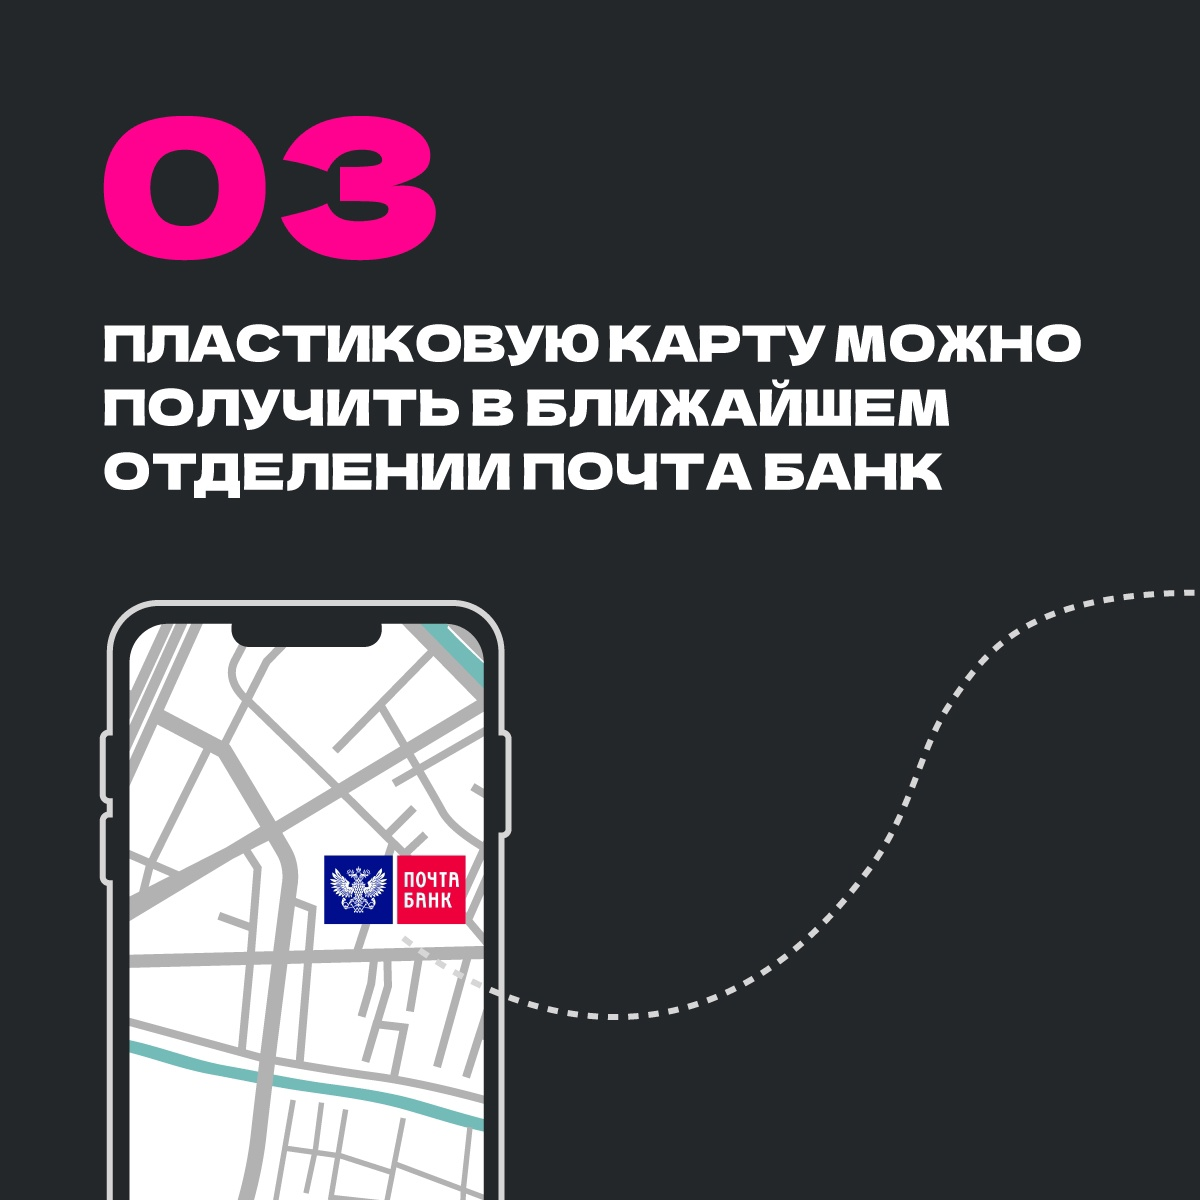 03
ПЛАСТИКОВУЮ КАРТУ МОЖНО
ПОЛУЧИТЬ В БЛИЖАЙШЕМ
ОТДЕЛЕНИИ ПОЧТА БАНК
ПОЧТА
БАНК